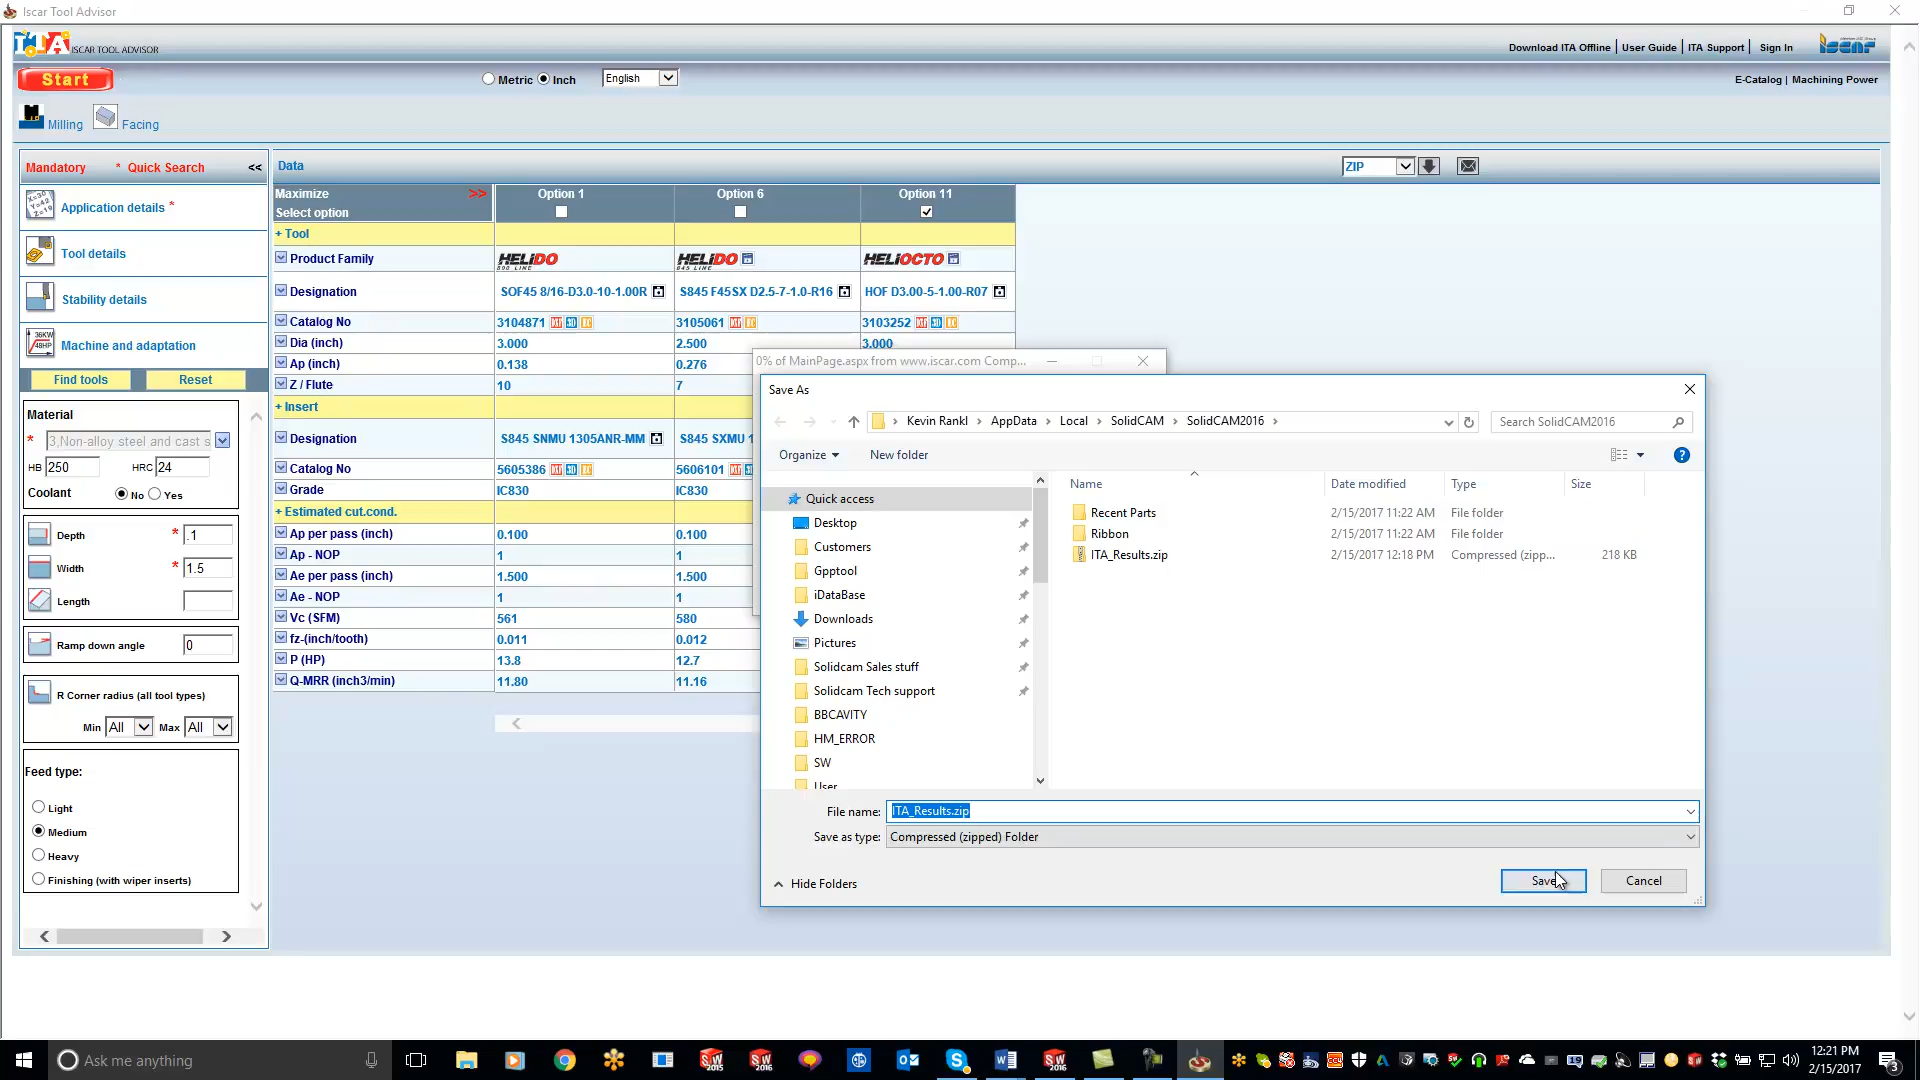 Iscar Tool Advisor
ITA ISCAR TOOL ADVISOR
Download ITA Offline | User Guide | ITA Support | Sign In
iscar
Start
Metric Inch English
E-Catalog | Machining Power
Milling Facing
Mandatory * Quick Search <<
Application details *
Tool details
Stability details
36KW
48HP
Machine and adaptation
Find tools Reset
Material
* 3,Non-alloy steel and cast s
HB 250 HRC 24
Coolant No Yes
Depth * .1
Width * 1.5
Length
Ramp down angle 0
R Corner radius (all tool types)
Min All Max All
Feed type:
Light
Medium
Heavy
Finishing (with wiper inserts)
Data ZIP
Maximize >> Option 1 Option 6 Option 11
Select option
+ Tool
Product Family HELIDO 800 LINE HELIDO 845 LINE HELIOCTO
Designation SOF45 8/16-D3.0-10-1.00R S845 F45SX D2.5-7-1.0-R16 HOF D3.00-5-1.00-R07
Catalog No 3104871 3105061 3103252
Dia (inch) 3.000 2.500 3.000
Ap (inch) 0.138 0.276
Z / Flute 10 7
+ Insert
Designation S845 SNMU 1305ANR-MM S845 SXMU 1
Catalog No 5605386 5606101
Grade IC830 IC830
+ Estimated cut.cond.
Ap per pass (inch) 0.100 0.100
Ap - NOP 1 1
Ae per pass (inch) 1.500 1.500
Ae - NOP 1 1
Vc (SFM) 561 580
fz-(inch/tooth) 0.011 0.012
P (HP) 13.8 12.7
Q-MRR (inch3/min) 11.80 11.16
0% of MainPage.aspx from www.iscar.com Comp...
Save As
Kevin Rankl > AppData > Local > SolidCAM > SolidCAM2016 >
Search SolidCAM2016
Organize New folder
Quick access
Desktop
Customers
Gpptool
iDataBase
Downloads
Pictures
Solidcam Sales stuff
Solidcam Tech support
BBCAVITY
HM_ERROR
SW
User
Name Date modified Type Size
Recent Parts 2/15/2017 11:22 AM File folder
Ribbon 2/15/2017 11:22 AM File folder
ITA_Results.zip 2/15/2017 12:18 PM Compressed (zipp... 218 KB
File name: ITA_Results.zip
Save as type: Compressed (zipped) Folder
Hide Folders Save Cancel
Ask me anything
12:21 PM
2/15/2017
3